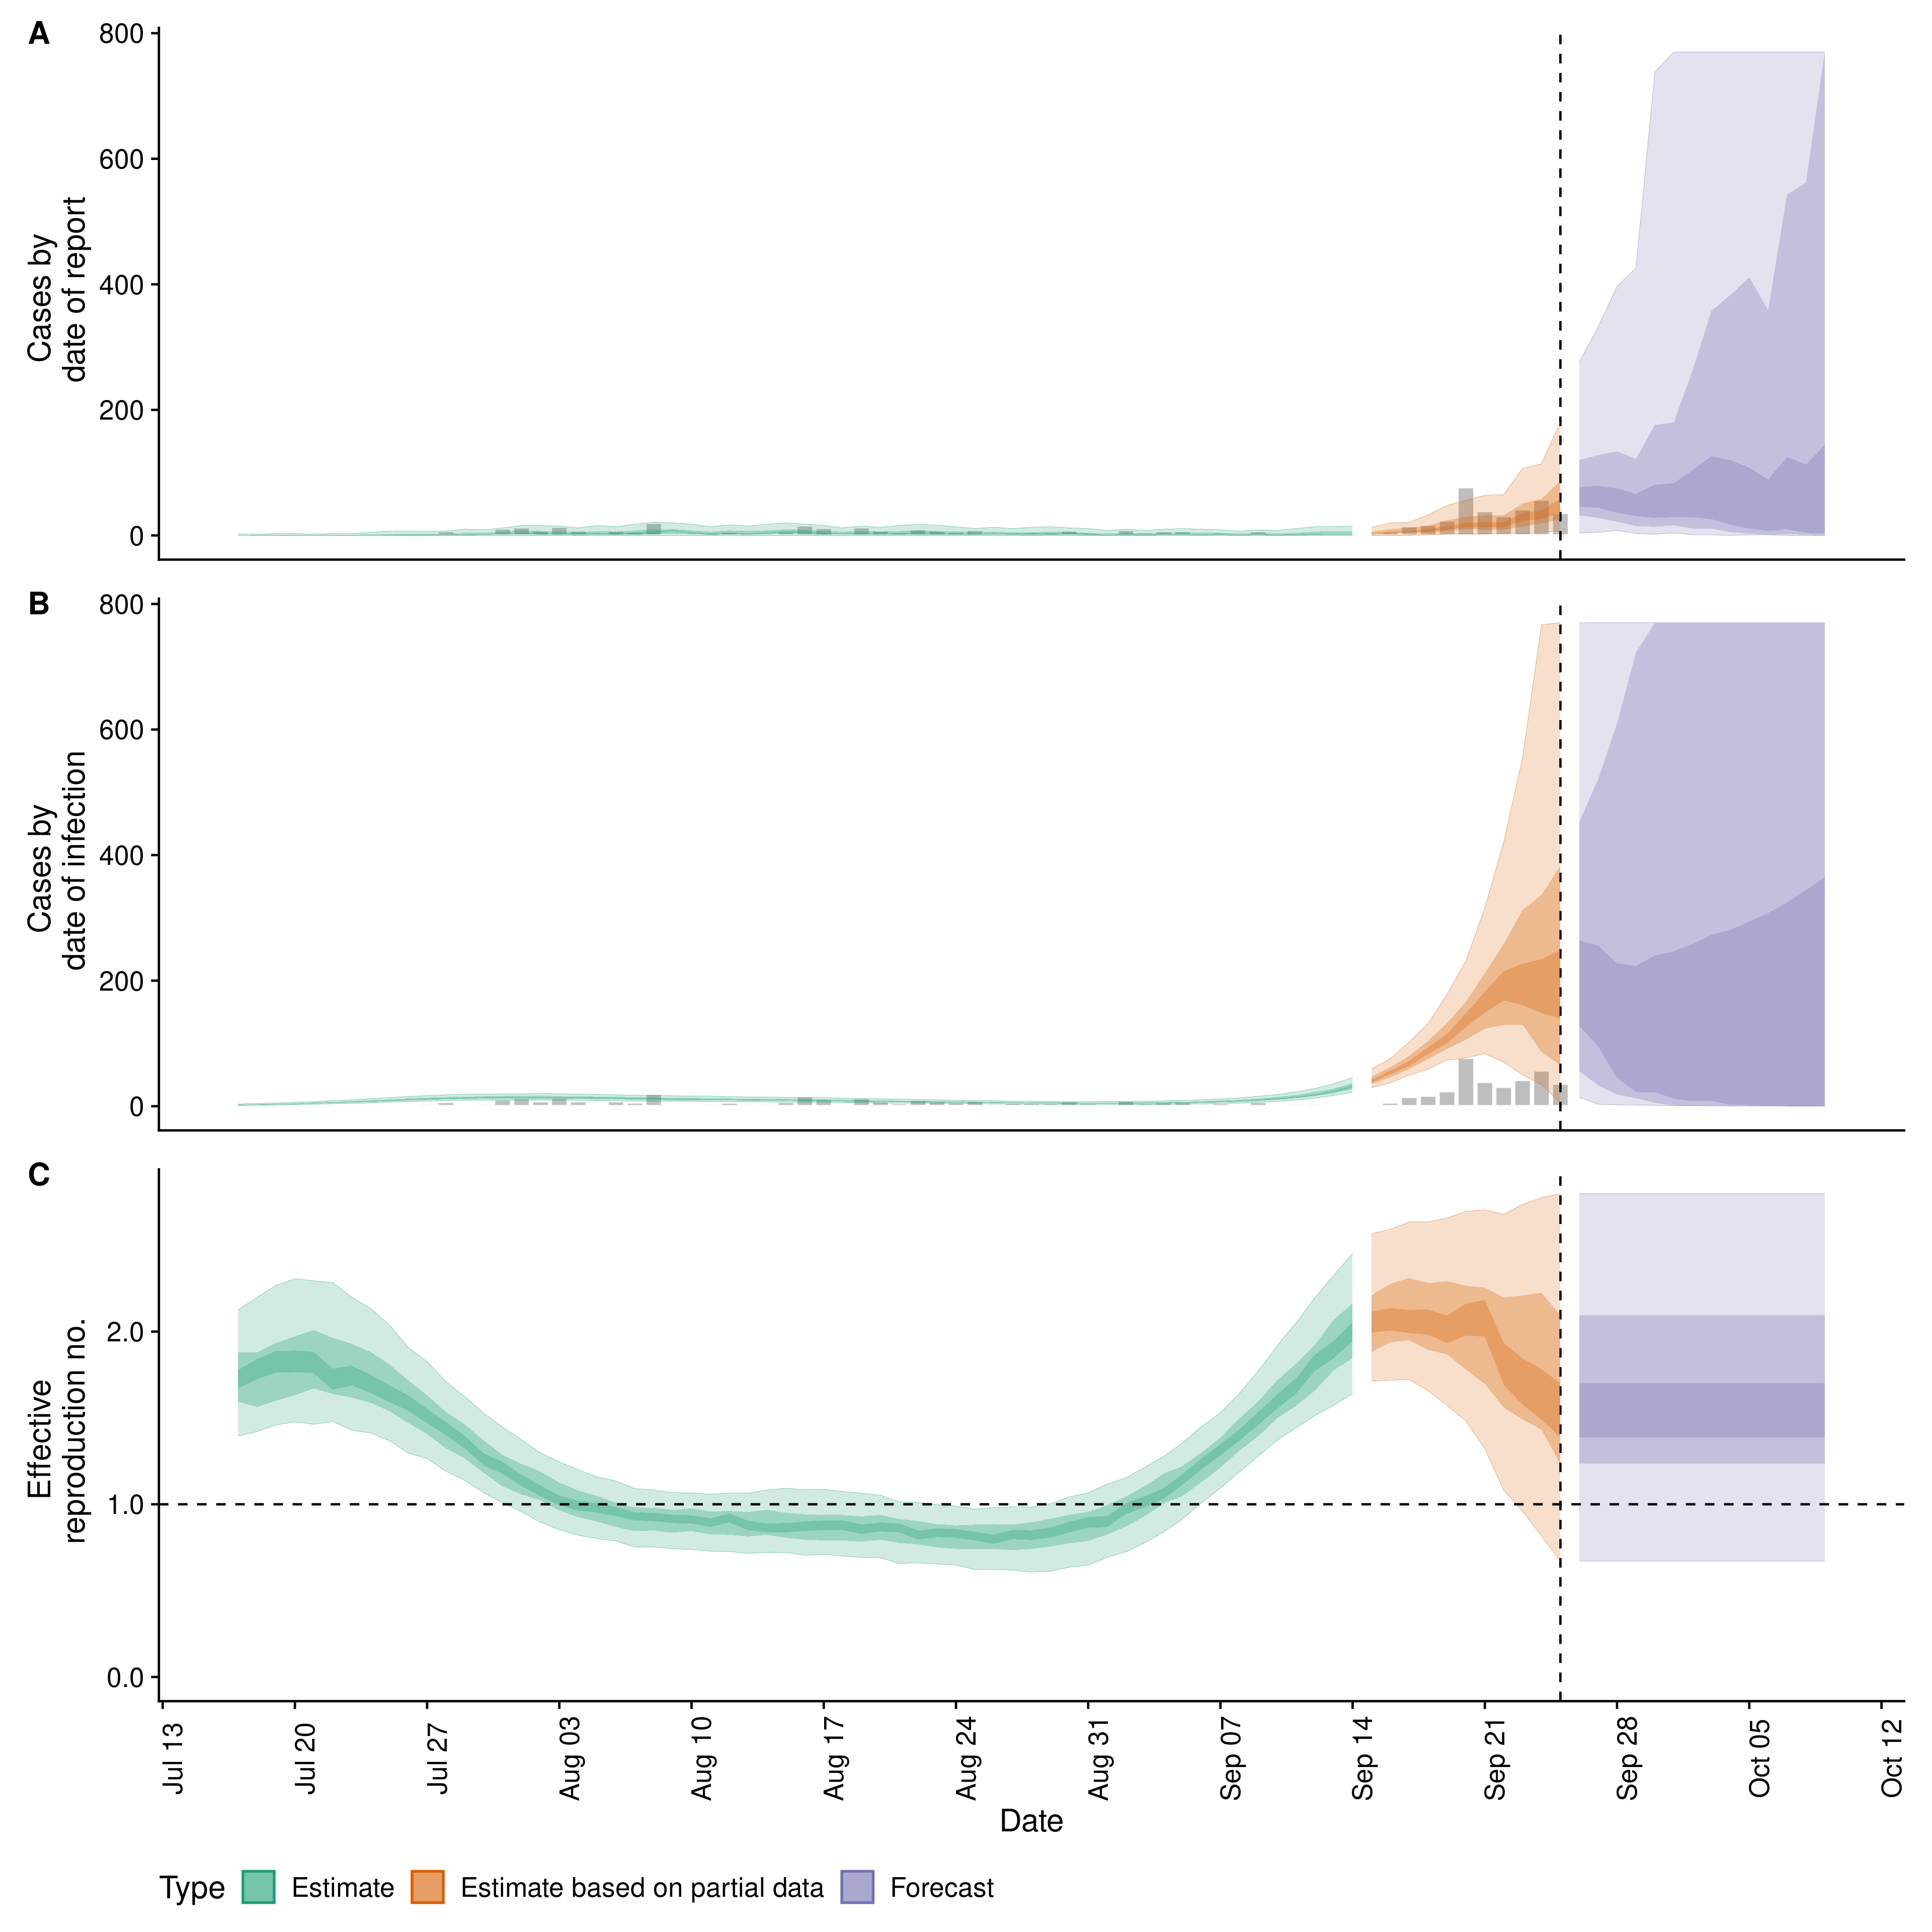 A
800
600
400
200
0
Cases by
date of report
B
800
600
400
200
0
Cases by
date of infection
C
2.0
1.0
0.0
Effective
reproduction no.
Jul 13
Jul 20
Jul 27
Aug 03
Aug 10
Aug 17
Aug 24
Aug 31
Sep 07
Sep 14
Sep 21
Sep 28
Oct 05
Oct 12
Date
Type Estimate Estimate based on partial data Forecast